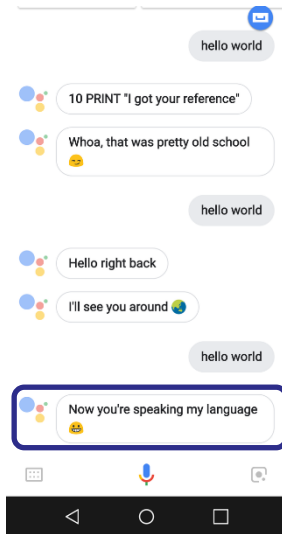 hello world
10 PRINT "I got your reference"
Whoa, that was pretty old school
😏
hello world
Hello right back
I'll see you around 🌏
hello world
Now you're speaking my language
😆